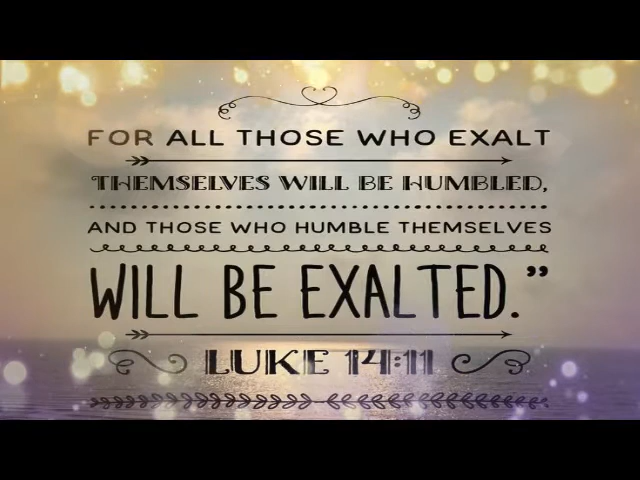 FOR ALL THOSE WHO EXALT
THEMSELVES WILL BE HUMBLED,
AND THOSE WHO HUMBLE THEMSELVES
WILL BE EXALTED.”
LUKE 14:11